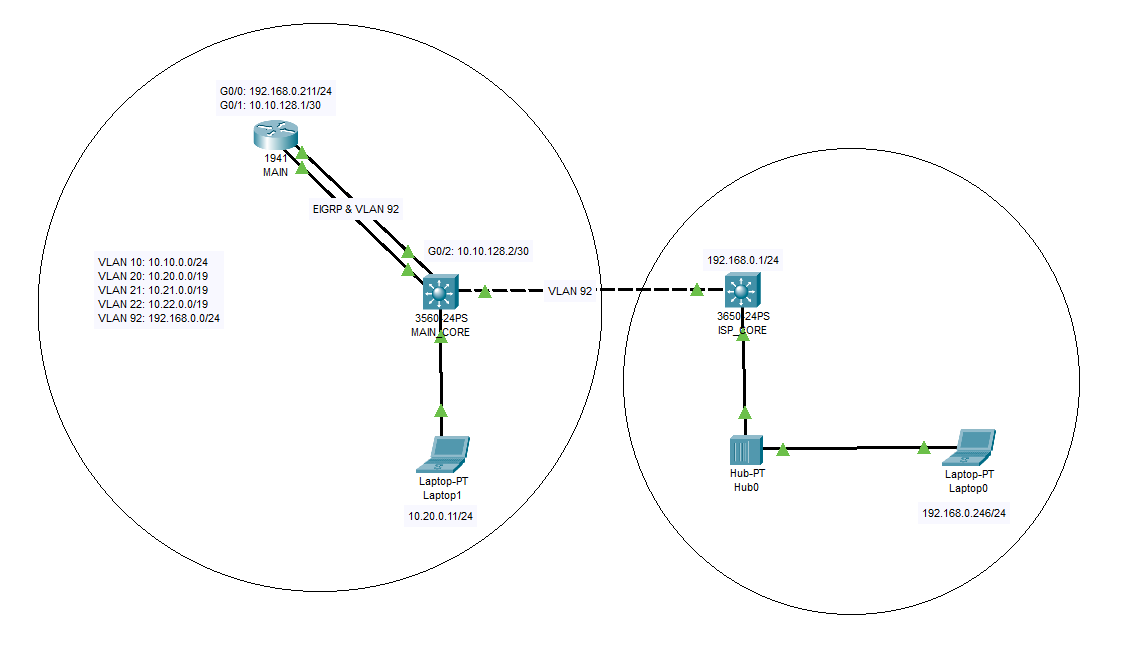 G0/0: 192.168.0.211/24
G0/1: 10.10.128.1/30
1941
MAIN
EIGRP & VLAN 92
G0/2: 10.10.128.2/30
VLAN 10: 10.10.0.0/24
VLAN 20: 10.20.0.0/19
VLAN 21: 10.21.0.0/19
VLAN 22: 10.22.0.0/19
VLAN 92: 192.168.0.0/24
3560-24PS
MAIN_CORE
VLAN 92
192.168.0.1/24
3650-24PS
ISP_CORE
Laptop-PT
Laptop1
10.20.0.11/24
Hub-PT
Hub0
Laptop-PT
Laptop0
192.168.0.246/24